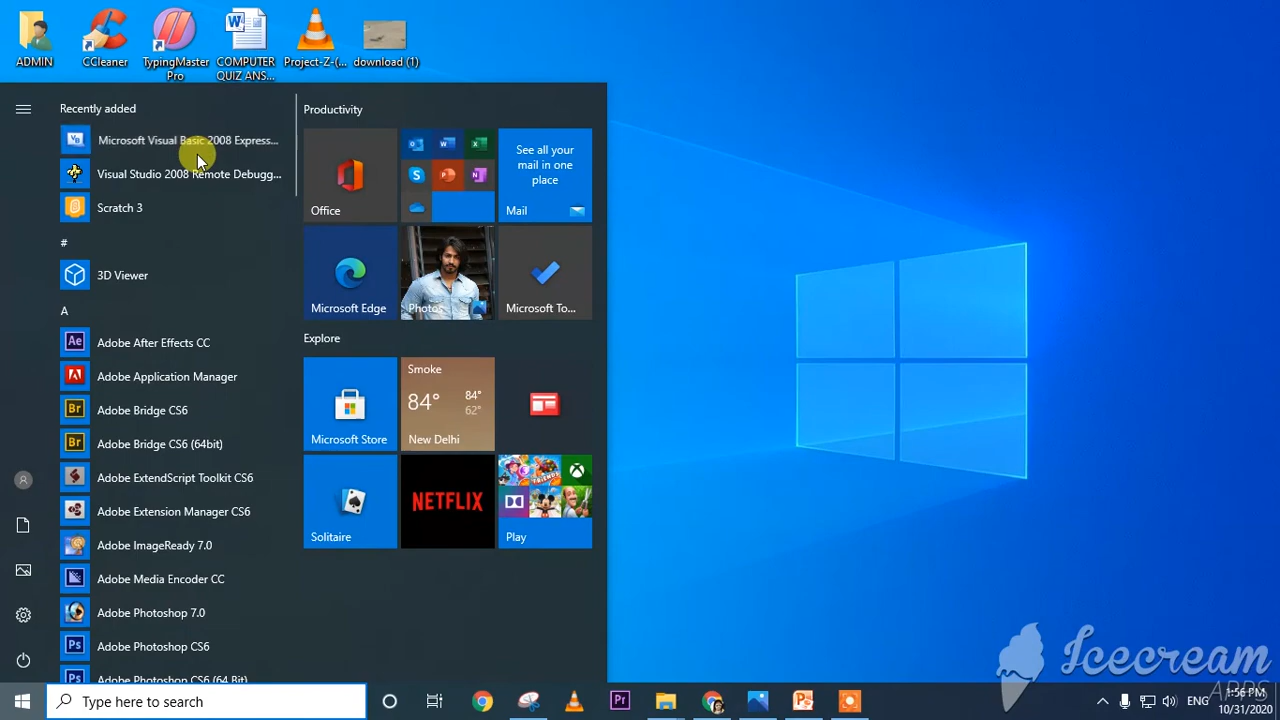 ADMIN
CCleaner
TypingMaster
Pro
COMPUTER
QUIZ ANS...
Project-Z-(...
download (1)
Recently added
Microsoft Visual Basic 2008 Express...
Visual Studio 2008 Remote Debugg...
Scratch 3
#
3D Viewer
A
Adobe After Effects CC
Adobe Application Manager
Adobe Bridge CS6
Adobe Bridge CS6 (64bit)
Adobe ExtendScript Toolkit CS6
Adobe Extension Manager CS6
Adobe ImageReady 7.0
Adobe Media Encoder CC
Adobe Photoshop 7.0
Adobe Photoshop CS6
Adobe Photoshop CS6 (64 Bit)
Productivity
Office
See all your
mail in one
place
Mail
Microsoft Edge
Photos
Microsoft To...
Explore
Microsoft Store
Smoke
84°
84°
62°
New Delhi
Solitaire
NETFLIX
Play
Type here to search
ENG
1:56 PM
10/31/2020
Icecream
APPS